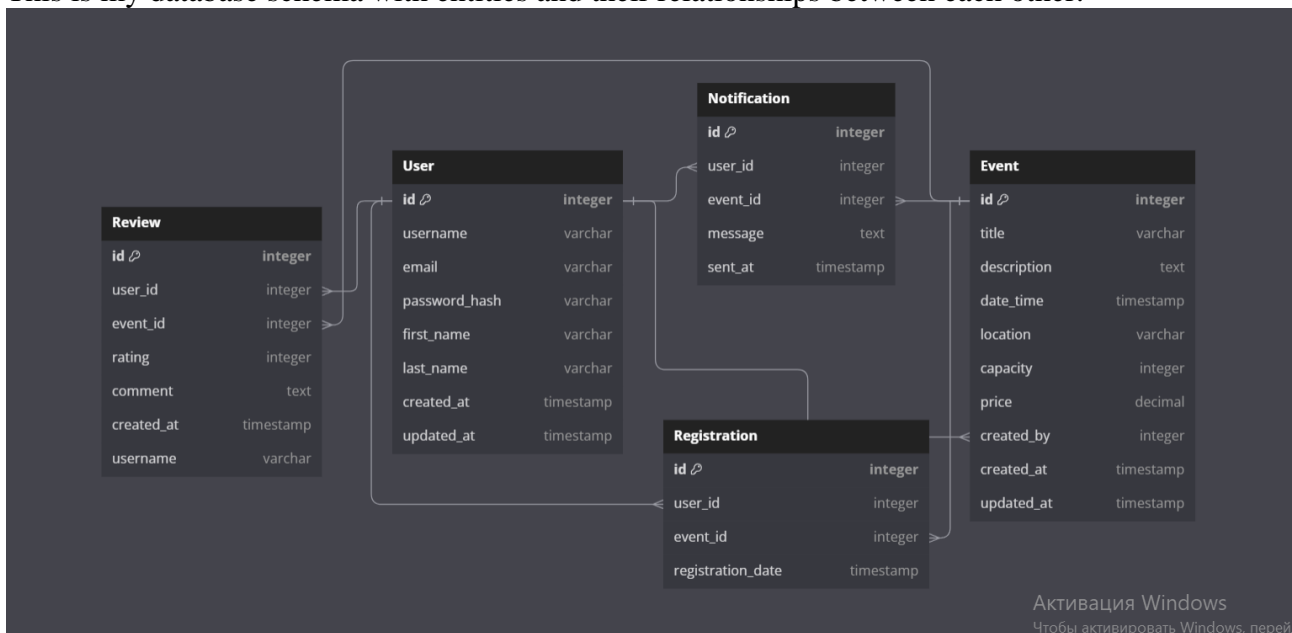 This is my database schema with entities and their relationships between each other.
Notification
id integer
user_id integer
event_id integer
message text
sent_at timestamp
User
id integer
username varchar
email varchar
password_hash varchar
first_name varchar
last_name varchar
created_at timestamp
updated_at timestamp
Event
id integer
title varchar
description text
date_time timestamp
location varchar
capacity integer
price decimal
created_by integer
created_at timestamp
updated_at timestamp
Review
id integer
user_id integer
event_id integer
rating integer
comment text
created_at timestamp
username varchar
Registration
id integer
user_id integer
event_id integer
registration_date timestamp
Активация Windows
Чтобы активировать Windows, перей